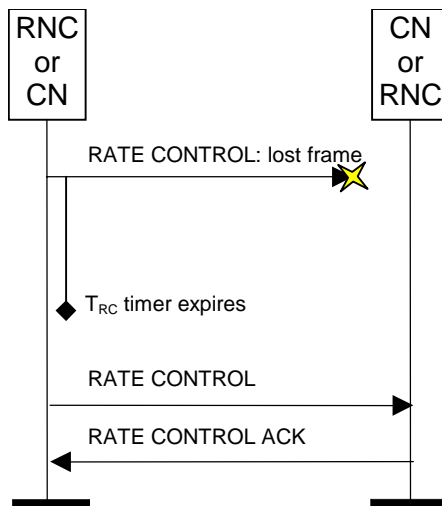 RNC
or
CN
CN
or
RNC
RATE CONTROL: lost frame
TRC timer expires
RATE CONTROL
RATE CONTROL ACK